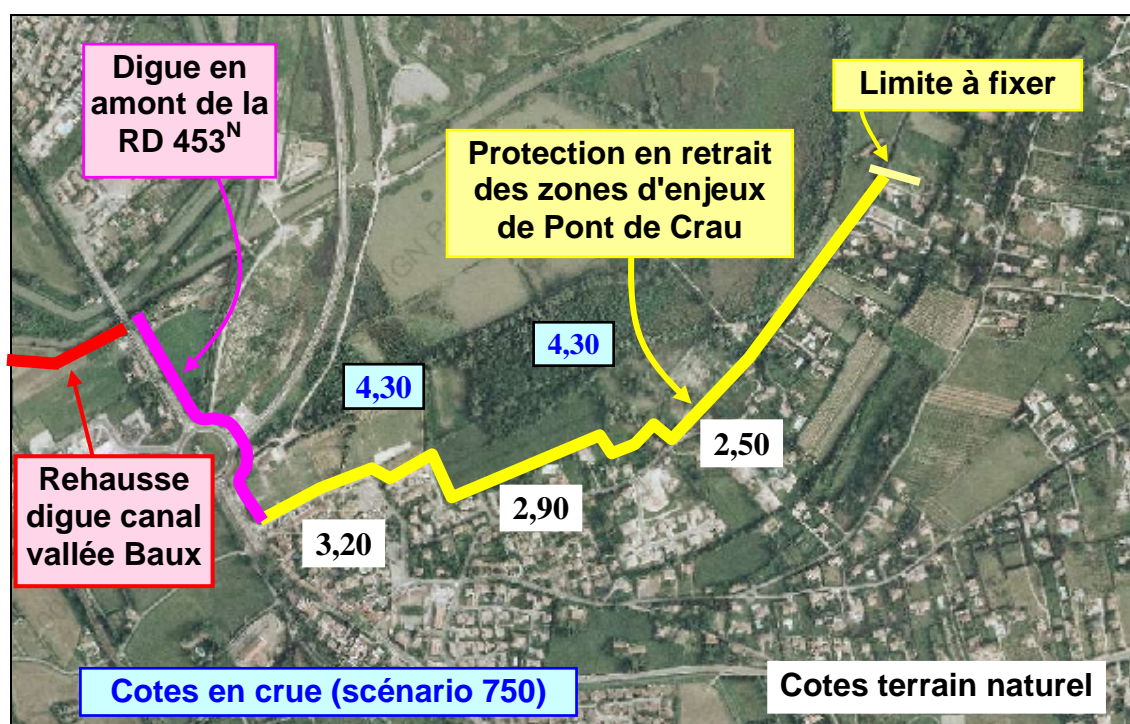 Digue en
amont de la
RD 453N
Limite à fixer
Protection en retrait
des zones d'enjeux
de Pont de Crau
4,30
4,30
2,50
2,90
3,20
Rehausse
digue canal
vallée Baux
Cotes en crue (scénario 750)
Cotes terrain naturel